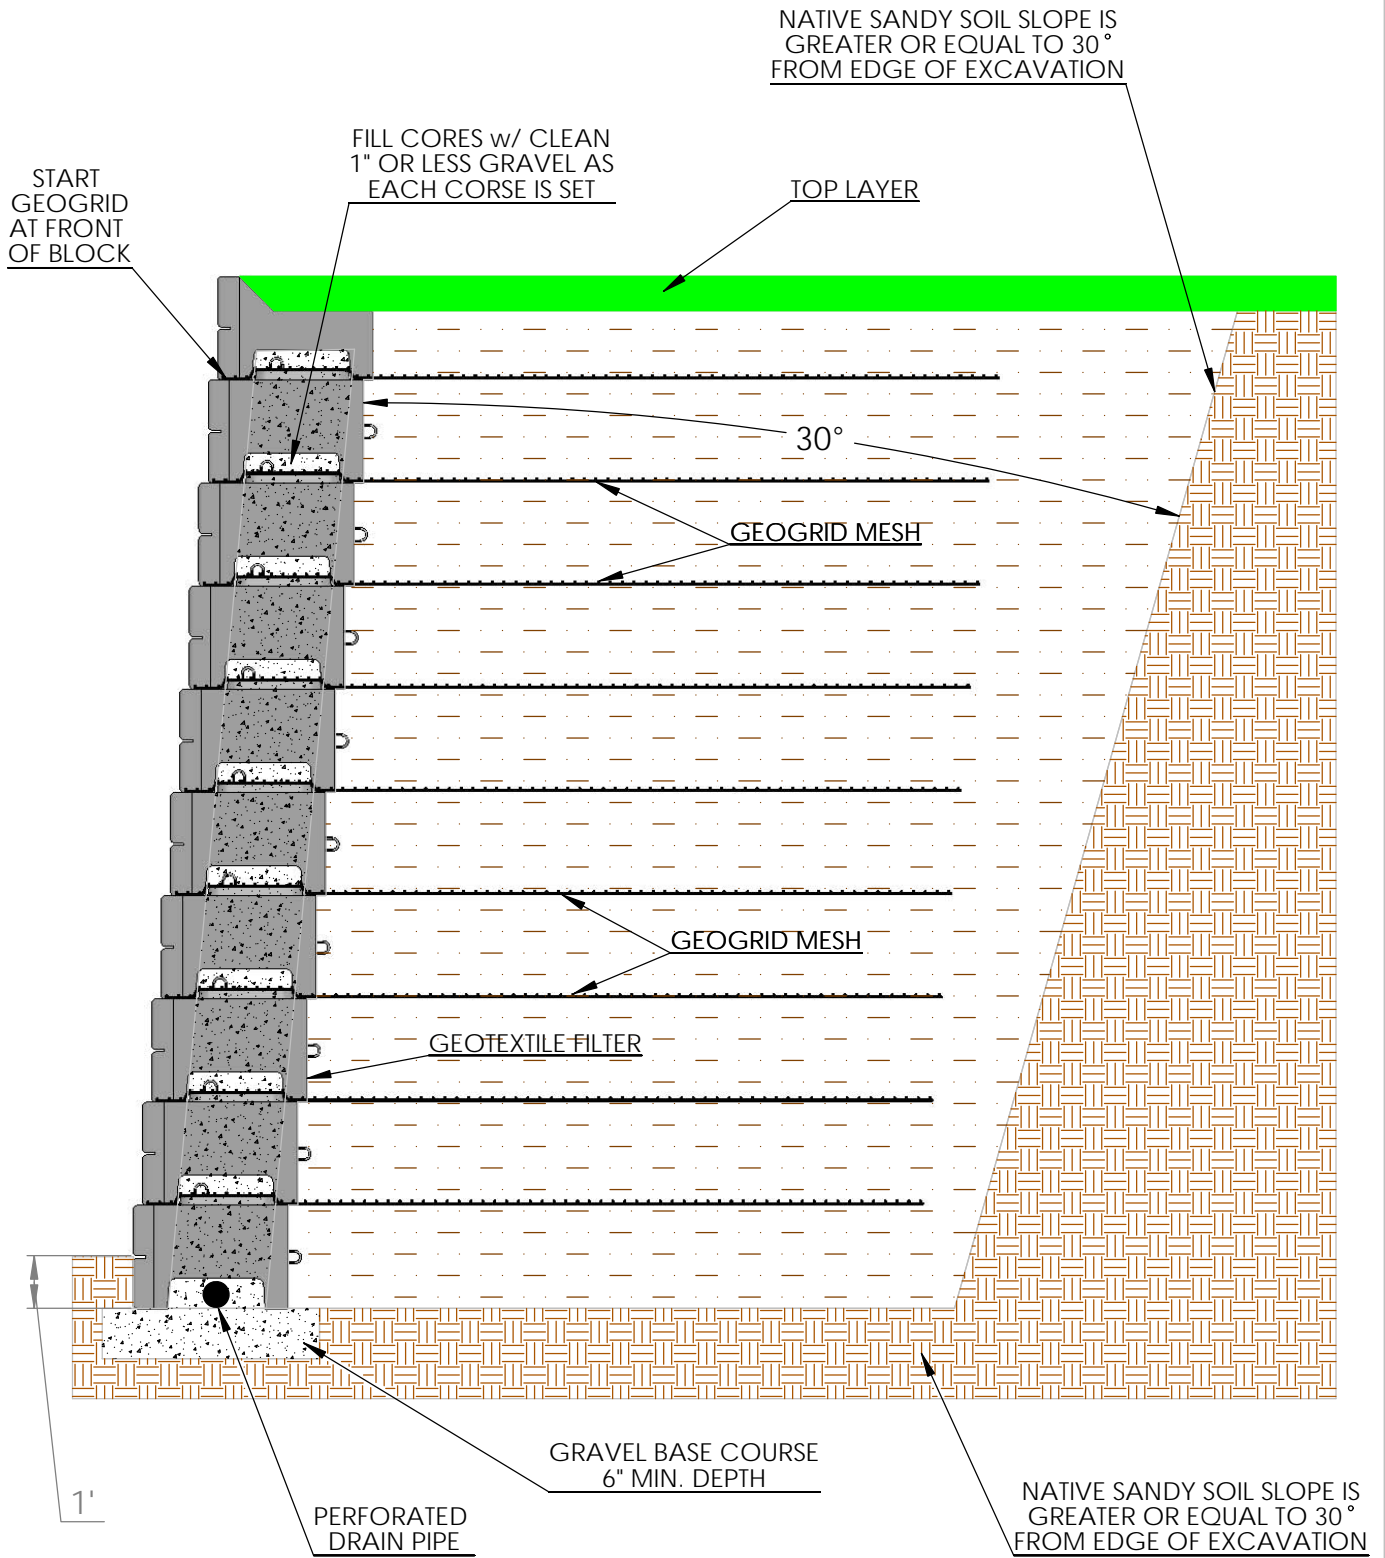 NATIVE SANDY SOIL SLOPE IS
GREATER OR EQUAL TO 30°
FROM EDGE OF EXCAVATION
FILL CORES w/ CLEAN
1" OR LESS GRAVEL AS
EACH CORSE IS SET
START
GEOGRID
AT FRONT
OF BLOCK
TOP LAYER
30°
GEOGRID MESH
GEOGRID MESH
GEOTEXTILE FILTER
GRAVEL BASE COURSE
6" MIN. DEPTH
1'
PERFORATED
DRAIN PIPE
NATIVE SANDY SOIL SLOPE IS
GREATER OR EQUAL TO 30°
FROM EDGE OF EXCAVATION